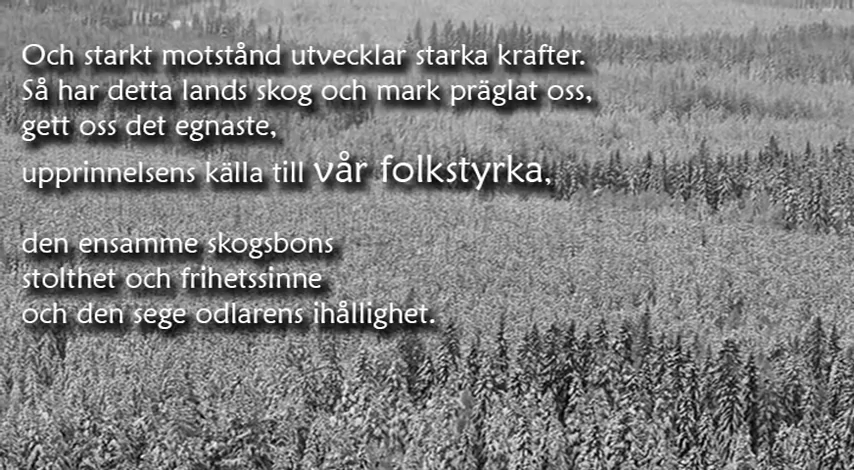 Och starkt motstånd utvecklar starka krafter.
Så har detta lands skog och mark präglat oss,
gett oss det egnaste,
upprinnelsens källa till vår folkstyrka,
den ensamme skogsbons
stolthet och frihetssinne
och den sege odlarens ihållighet.